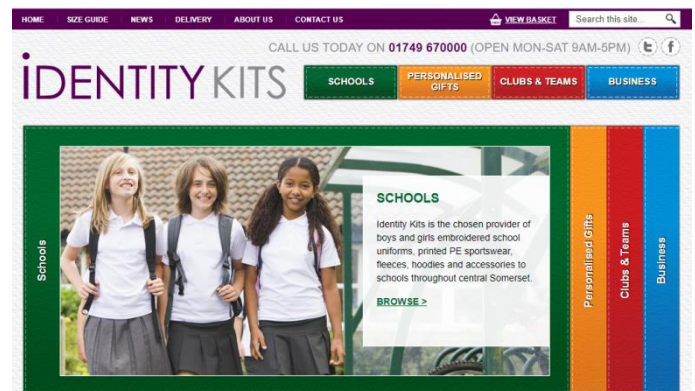 HOME SIZE GUIDE NEWS DELIVERY ABOUT US CONTACT US VIEW BASKET Search this site...
CALL US TODAY ON 01749 670000 (OPEN MON-SAT 9AM-5PM)
iDENTITY KITS
SCHOOLS
PERSONALISED
GIFTS
CLUBS & TEAMS
BUSINESS
Schools
SCHOOLS
Identity Kits is the chosen provider of
boys and girls embroidered school
uniforms, printed PE sportswear,
fleeces, hoodies and accessories to
schools throughout central Somerset.
BROWSE >
Personalised Gifts
Clubs & Teams
Business